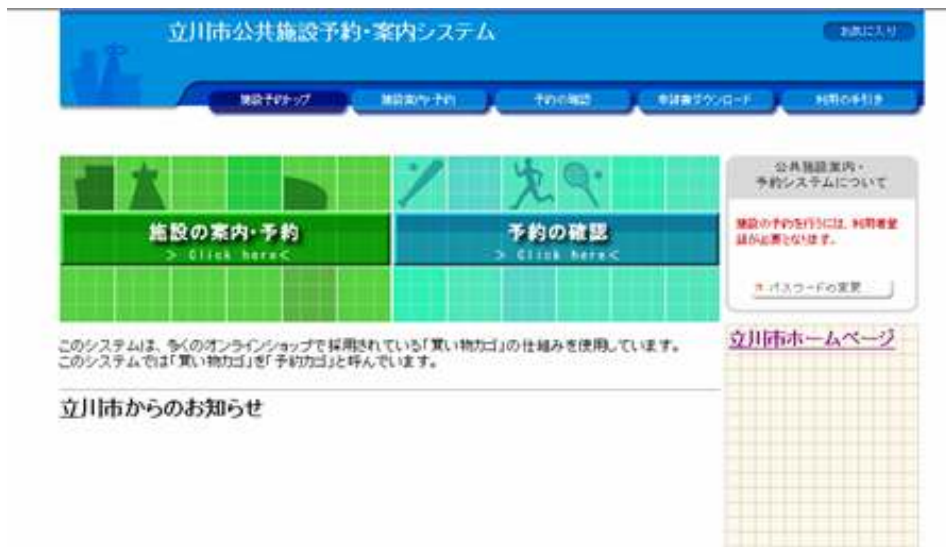 立川市公共施設予約・案内システム
お気に入り
施設予約トップ
施設案内・予約
予約の確認
申請書ダウンロード
利用の手引き
施設の案内・予約
> Click here<
予約の確認
> Click here<
公共施設案内・
予約システムについて
施設の予約を行うには、利用者登
録が必要となります。
パスワードの変更
このシステムは、多くのオンラインショップで採用されている「買い物カゴ」の仕組みを使用しています。
このシステムでは「買い物カゴ」を「予約カゴ」と呼んでいます。
立川市ホームページ
立川市からのお知らせ